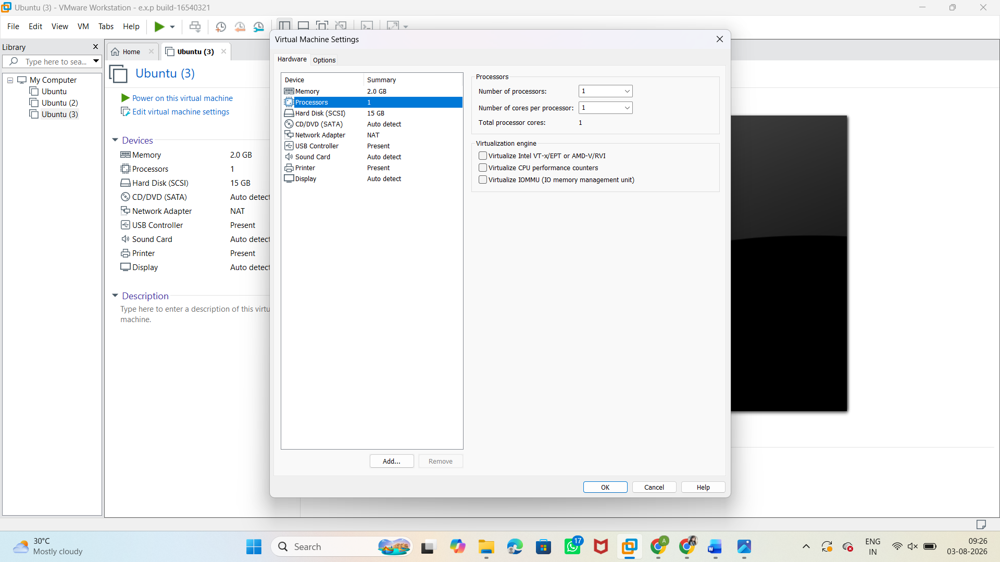 Ubuntu (3) - VMware Workstation - e.x.p build-16540321
File Edit View VM Tabs Help
Library
Type here to sea...
My Computer
Ubuntu
Ubuntu (2)
Ubuntu (3)
Home
Ubuntu (3)
Ubuntu (3)
Power on this virtual machine
Edit virtual machine settings
Devices
Memory 2.0 GB
Processors 1
Hard Disk (SCSI) 15 GB
CD/DVD (SATA) Auto detect
Network Adapter NAT
USB Controller Present
Sound Card Auto detect
Printer Present
Display Auto detect
Description
Type here to enter a description of this virtu
machine.
Virtual Machine Settings
Hardware Options
Device Summary
Memory 2.0 GB
Processors 1
Hard Disk (SCSI) 15 GB
CD/DVD (SATA) Auto detect
Network Adapter NAT
USB Controller Present
Sound Card Auto detect
Printer Present
Display Auto detect
Add... Remove
Processors
Number of processors: 1
Number of cores per processor: 1
Total processor cores: 1
Virtualization engine
Virtualize Intel VT-x/EPT or AMD-V/RVI
Virtualize CPU performance counters
Virtualize IOMMU (IO memory management unit)
OK Cancel Help
30°C
Mostly cloudy
Search
17
A
W
ENG
IN
09:26
03-08-2026